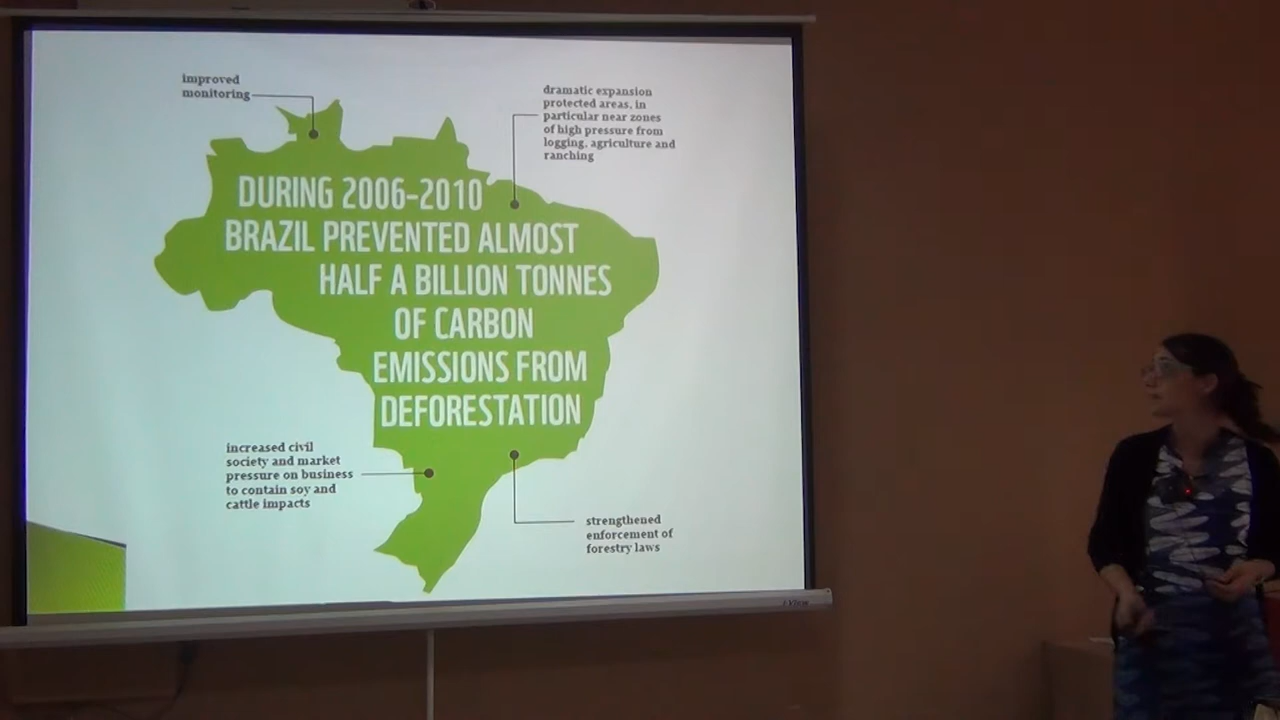 improved
monitoring
dramatic expansion
protected areas, in
particular near zones
of high pressure from
logging, agriculture and
ranching
DURING 2006-2010
BRAZIL PREVENTED ALMOST
HALF A BILLION TONNES
OF CARBON
EMISSIONS FROM
DEFORESTATION
increased civil
society and market
pressure on business
to contain soy and
cattle impacts
strengthened
enforcement of
forestry laws
i View